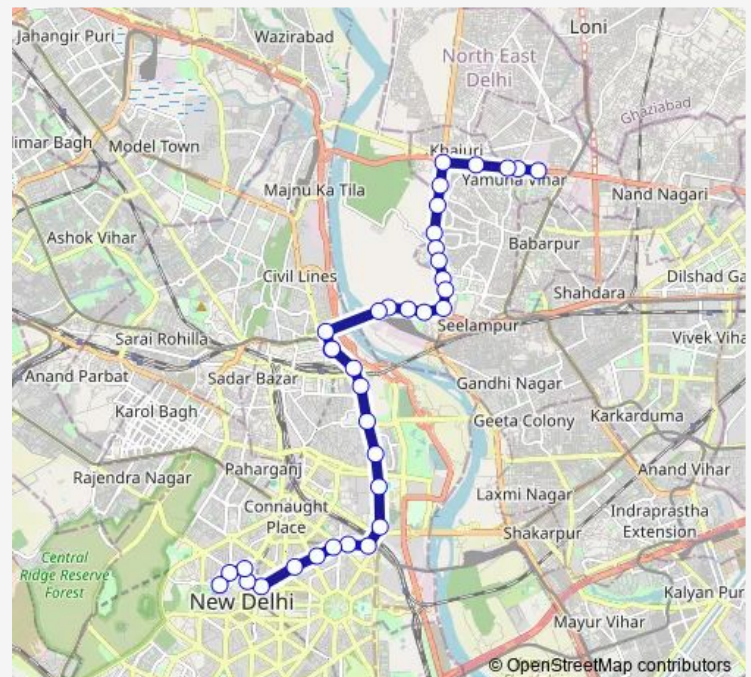 Loni
Jahangir Puri
Wazirabad
North East
Delhi
Ghaziabad
limar Bagh
Model Town
Khajuri
Yamuna Vihar
Majnu Ka Tila
Nand Nagari
Ashok Vihar
Babarpur
Civil Lines
Dilshad Ga
Shahdara
Seelampur
Sarai Rohilla
Vivek Viha
Anand Parbat
Sadar Bazar
Gandhi Nagar
Karol Bagh
Geeta Colony
Karkarduma
Paharganj
Rajendra Nagar
Anand Vihar
Laxmi Nagar
Connaught
Place
Indraprastha
Extension
Shakarpur
Central
Ridge Reserve
Forest
Kalyan Pur
New Delhi
Mayur Vihar
© OpenStreetMap contributors